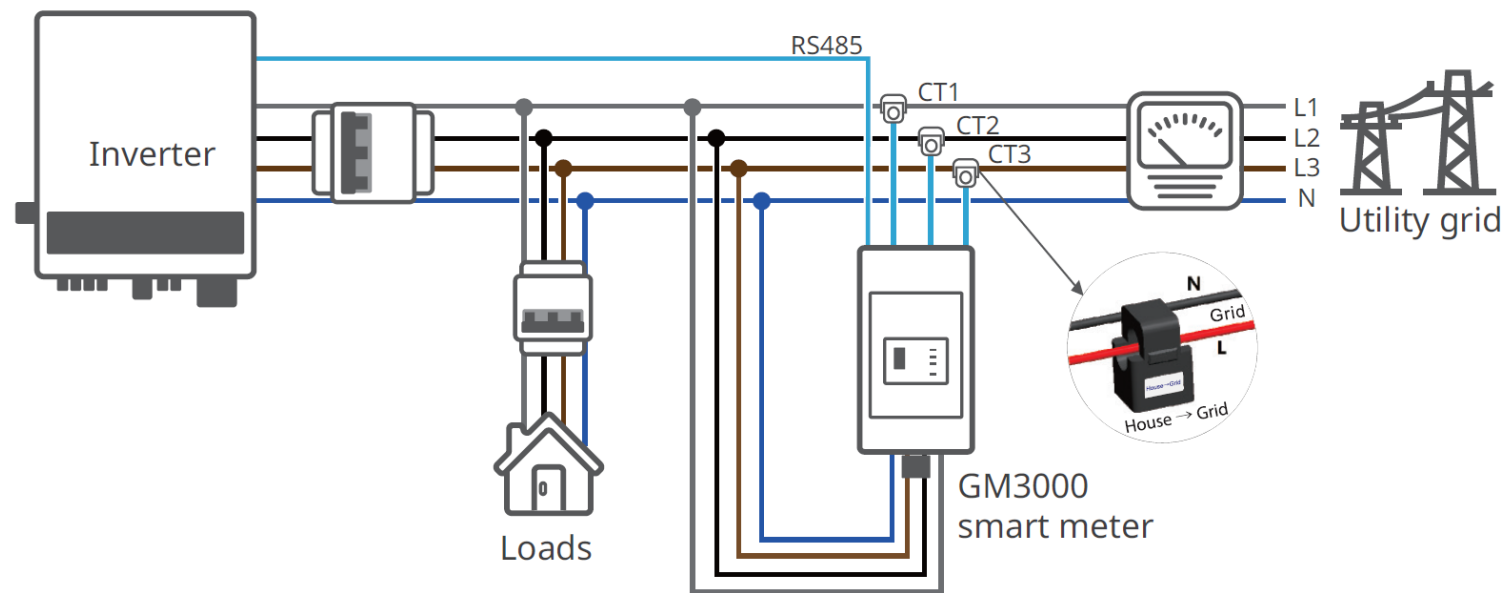 RS485
CT1
L1
CT2
L2
Inverter
CT3
L3
N
Utility grid
N
Grid
L
House→Grid
House → Grid
GM3000
smart meter
Loads